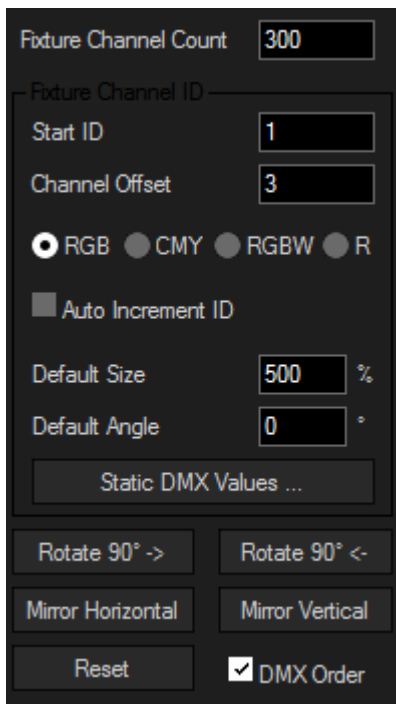 Fixture Channel Count 300
Fixture Channel ID
Start ID 1
Channel Offset 3
RGB CMY RGBW R
Auto Increment ID
Default Size 500 %
Default Angle 0 °
Static DMX Values ...
Rotate 90° -> Rotate 90° <-
Mirror Horizontal Mirror Vertical
Reset DMX Order